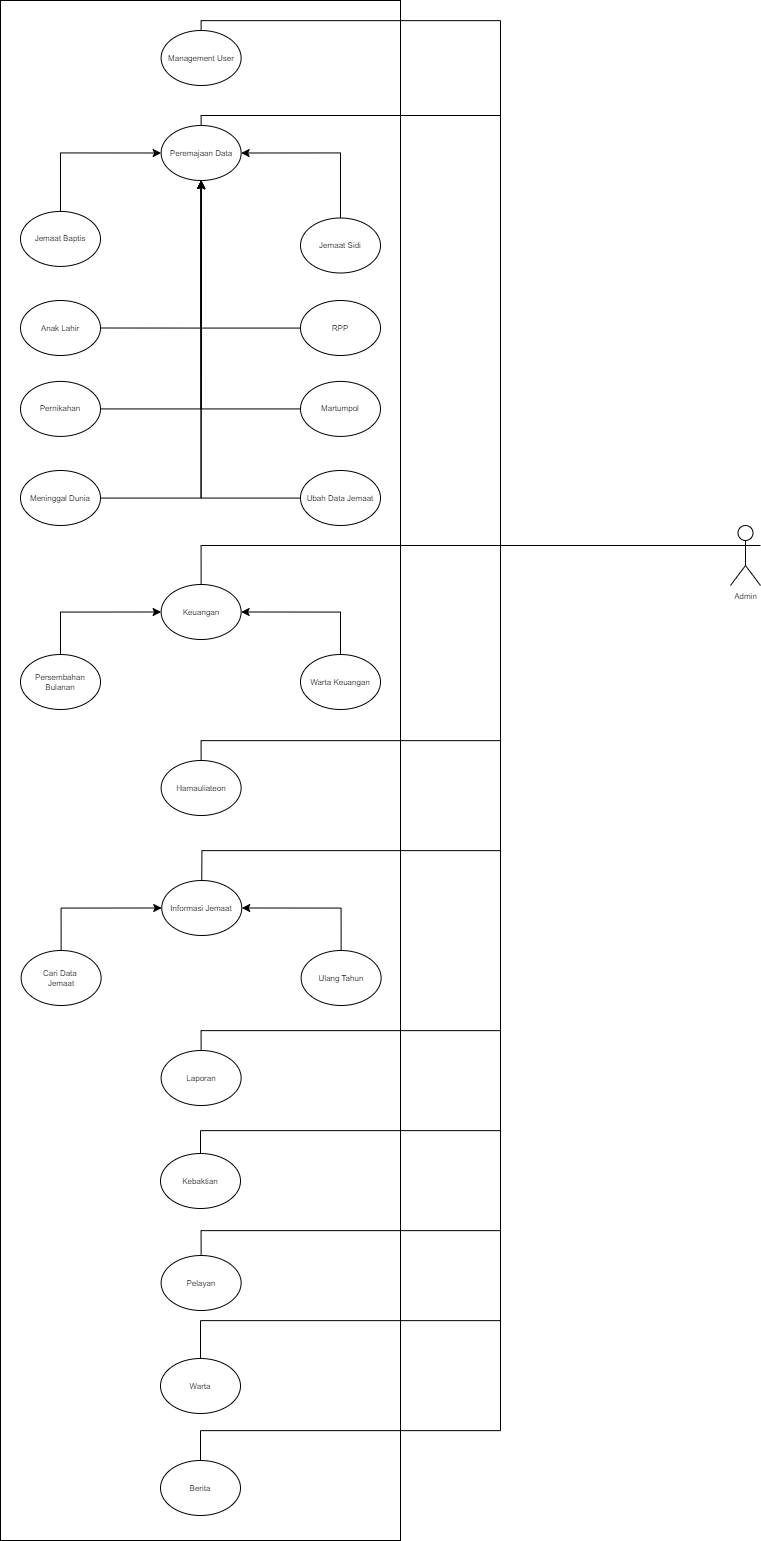 Management User
Peremajaan Data
Jemaat Baptis
Jemaat Sidi
Anak Lahir
RPP
Pernikahan
Martumpol
Meninggal Dunia
Ubah Data Jemaat
Admin
Keuangan
Persembahan
Bulanan
Warta Keuangan
Hamauliateon
Informasi Jemaat
Cari Data
Jemaat
Ulang Tahun
Laporan
Kebaktian
Pelayan
Warta
Berita